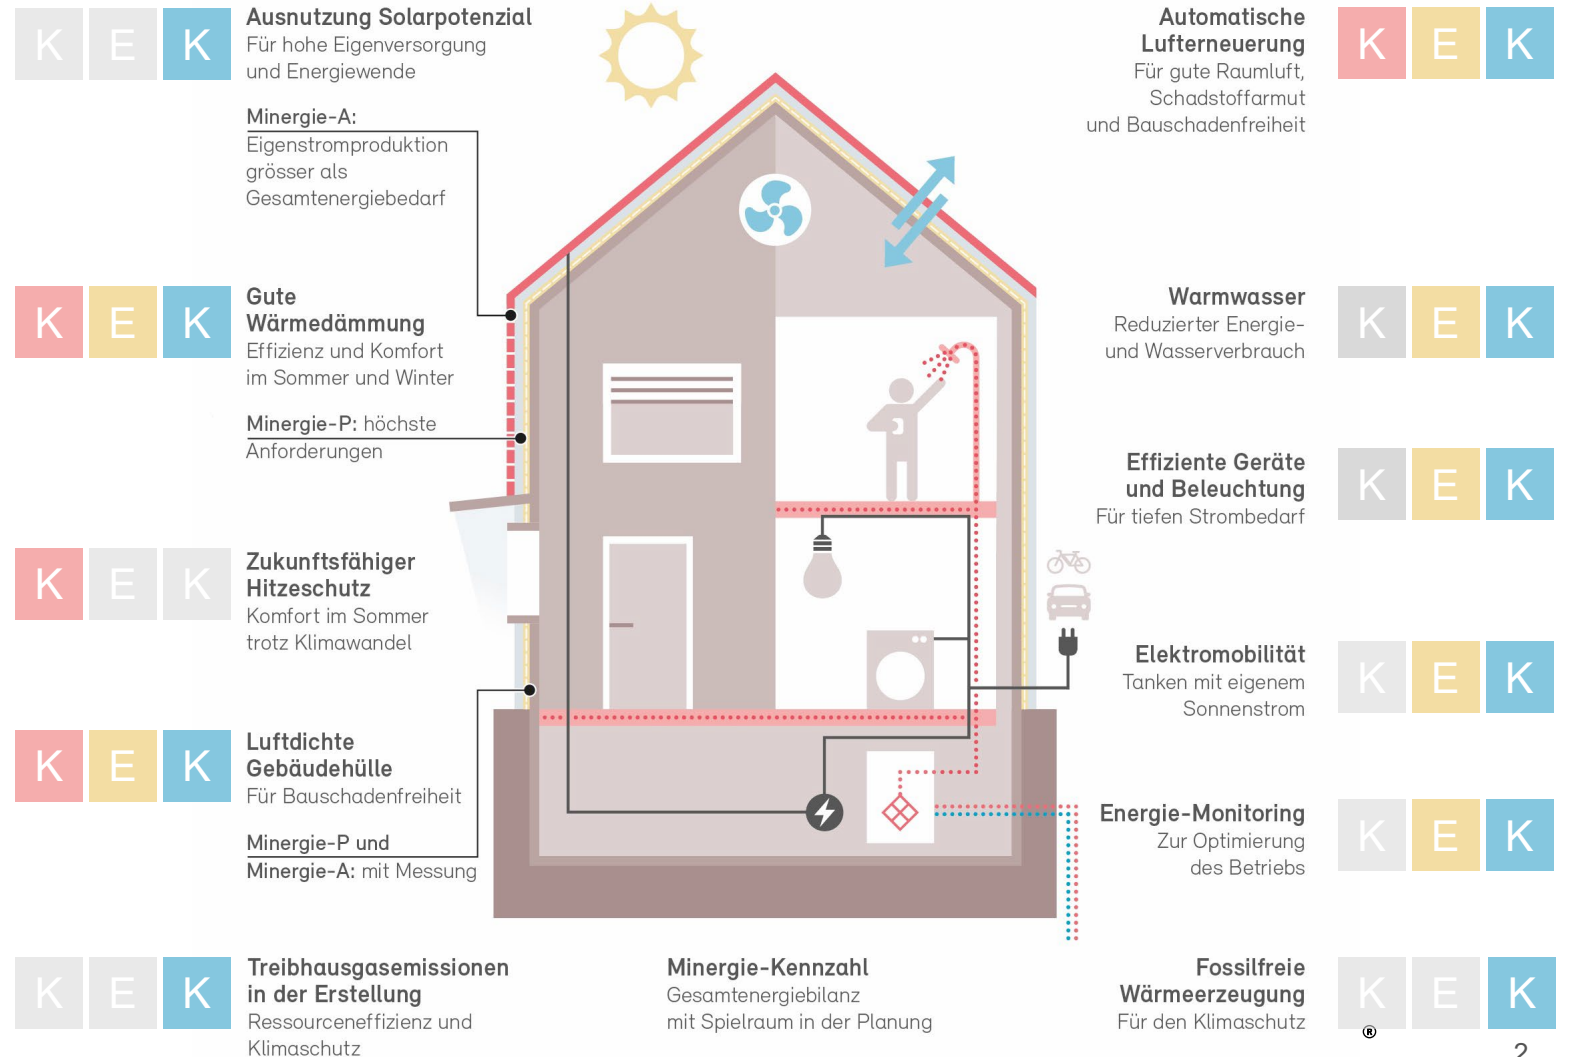 K E K
Ausnutzung Solarpotenzial
Für hohe Eigenversorgung
und Energiewende
Minergie-A:
Eigenstromproduktion
grösser als
Gesamtenergiebedarf
K E K
Gute
Wärmedämmung
Effizienz und Komfort
im Sommer und Winter
Minergie-P: höchste
Anforderungen
K E K
Zukunftsfähiger
Hitzeschutz
Komfort im Sommer
trotz Klimawandel
K E K
Luftdichte
Gebäudehülle
Für Bauschadenfreiheit
Minergie-P und
Minergie-A: mit Messung
K E K
Treibhausgasemissionen
in der Erstellung
Ressourceneffizienz und
Klimaschutz
Minergie-Kennzahl
Gesamtenergiebilanz
mit Spielraum in der Planung
Automatische
Lufterneuerung
Für gute Raumluft,
Schadstoffarmut
und Bauschadenfreiheit
K E K
Warmwasser
Reduzierter Energie-
und Wasserverbrauch
K E K
Effiziente Geräte
und Beleuchtung
Für tiefen Strombedarf
K E K
Elektromobilität
Tanken mit eigenem
Sonnenstrom
K E K
Energie-Monitoring
Zur Optimierung
des Betriebs
K E K
Fossilfreie
Wärmeerzeugung
Für den Klimaschutz
K E K
®
2